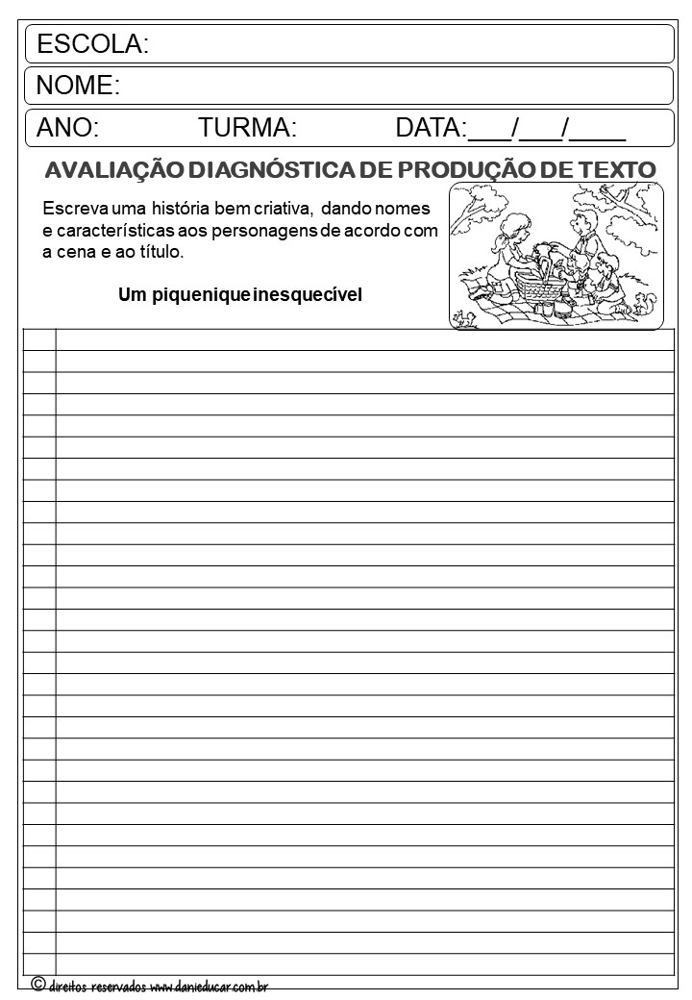 ESCOLA:
NOME:
ANO: TURMA: DATA:___/___/____
AVALIAÇÃO DIAGNÓSTICA DE PRODUÇÃO DE TEXTO
Escreva uma história bem criativa, dando nomes
e características aos personagens de acordo com
a cena e ao título.
Um piquenique inesquecível
© direitos reservados www.danieducar.com.br